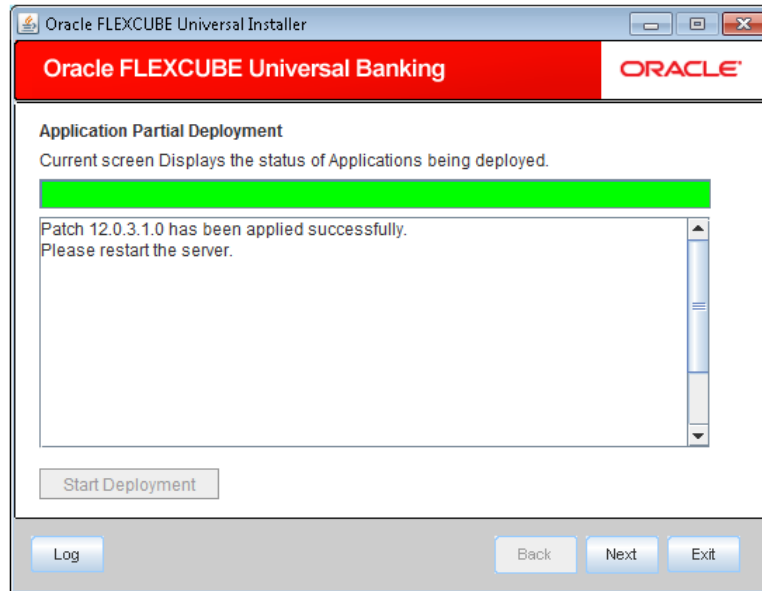 Oracle FLEXCUBE Universal Installer
Oracle FLEXCUBE Universal Banking
ORACLE
Application Partial Deployment
Current screen Displays the status of Applications being deployed.
Patch 12.0.3.1.0 has been applied successfully.
Please restart the server.
Start Deployment
Log
Back
Next
Exit